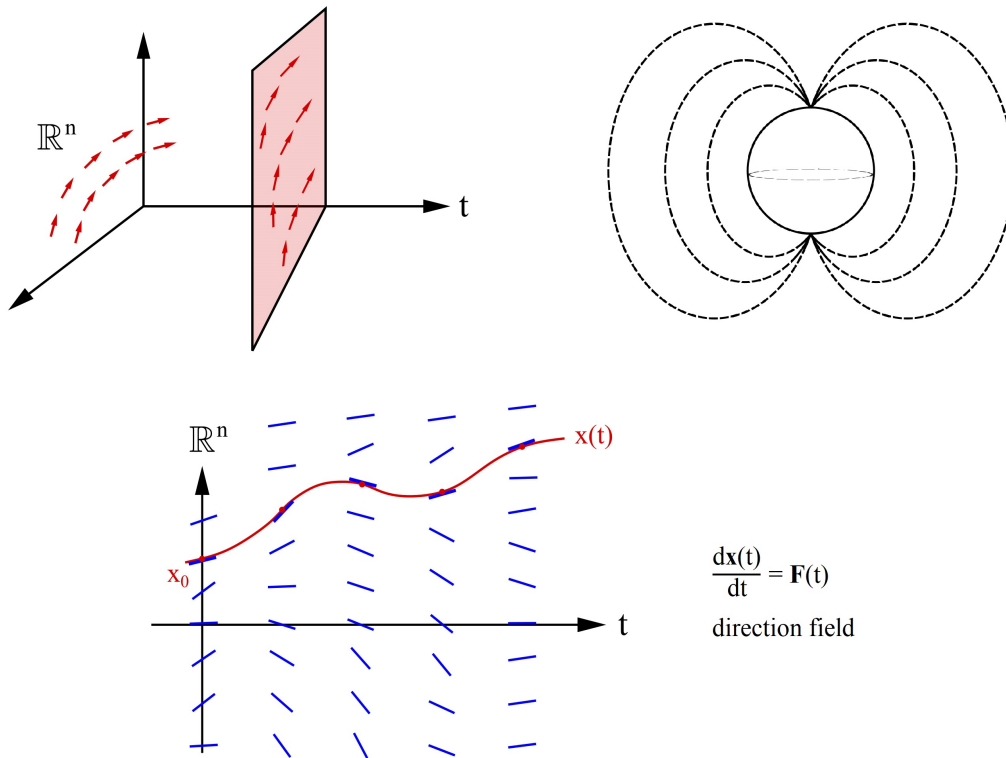 ℝⁿ
t
ℝⁿ
x(t)
x₀
t
dx(t)/dt = F(t)
direction field